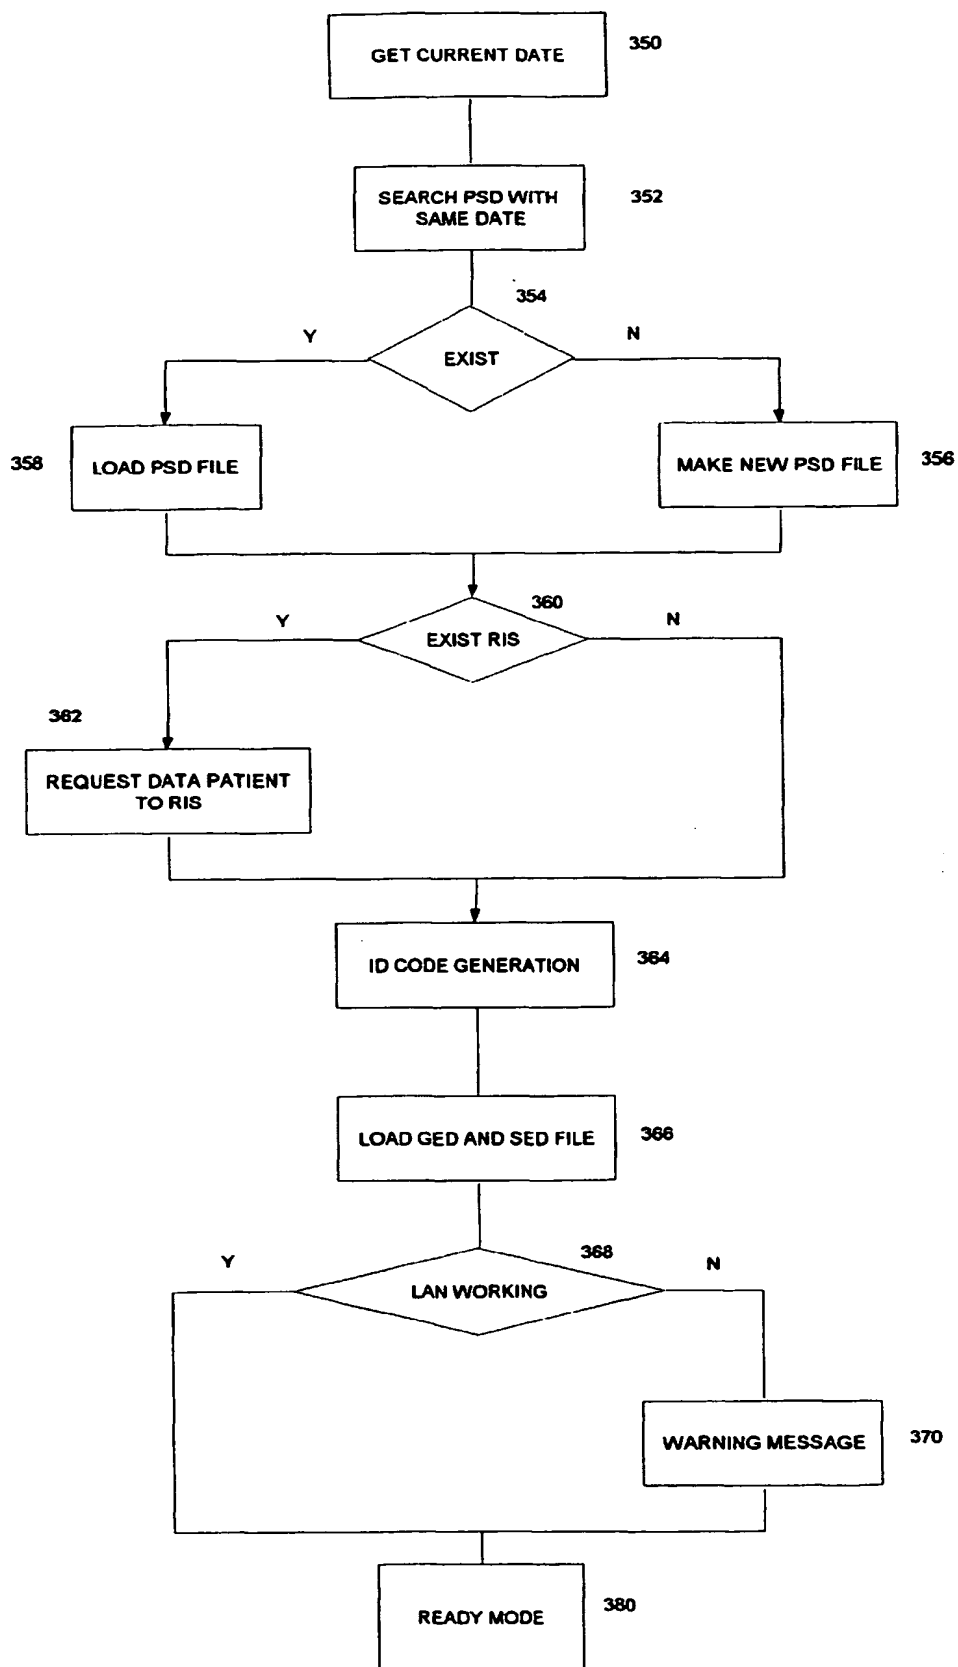 GET CURRENT DATE
350
SEARCH PSD WITH
SAME DATE
352
354
Y
N
EXIST
358
LOAD PSD FILE
MAKE NEW PSD FILE
356
360
Y
N
EXIST RIS
362
REQUEST DATA PATIENT
TO RIS
ID CODE GENERATION
364
LOAD GED AND SED FILE
366
368
Y
N
LAN WORKING
WARNING MESSAGE
370
READY MODE
380